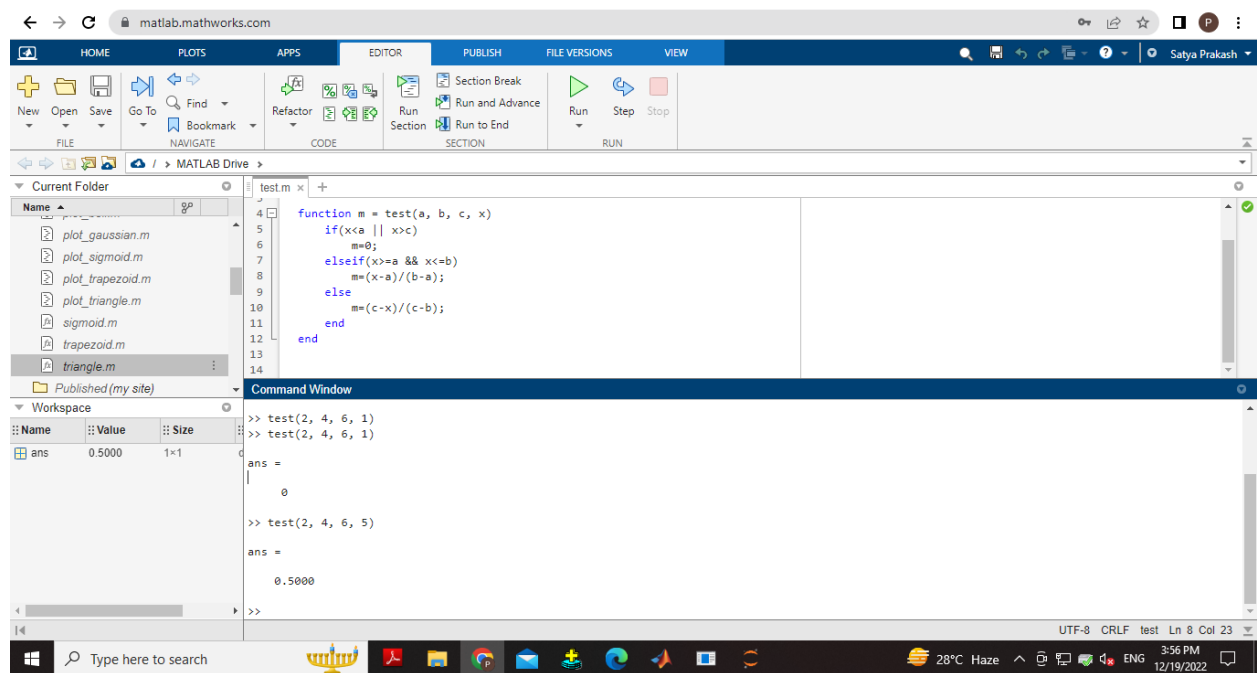 matlab.mathworks.com
P
HOME PLOTS APPS EDITOR PUBLISH FILE VERSIONS VIEW
Satya Prakash
New Open Save Go To Find Bookmark Refactor Run Section Section Break Run and Advance Run to End Run Step Stop
FILE NAVIGATE CODE SECTION RUN
/ > MATLAB Drive >
Current Folder
Name
plot_gaussian.m
plot_sigmoid.m
plot_trapezoid.m
plot_triangle.m
sigmoid.m
trapezoid.m
triangle.m
Published (my site)
Workspace
Name Value Size
ans 0.5000 1×1
test.m × +
4 function m = test(a, b, c, x)
5 if(x<a || x>c)
6 m=0;
7 elseif(x>=a && x<=b)
8 m=(x-a)/(b-a);
9 else
10 m=(c-x)/(c-b);
11 end
12 end
13
14
Command Window
>> test(2, 4, 6, 1)
>> test(2, 4, 6, 1)
ans =
0
>> test(2, 4, 6, 5)
ans =
0.5000
>>
UTF-8 CRLF test Ln 8 Col 23
Type here to search
28°C Haze ENG 3:56 PM
12/19/2022